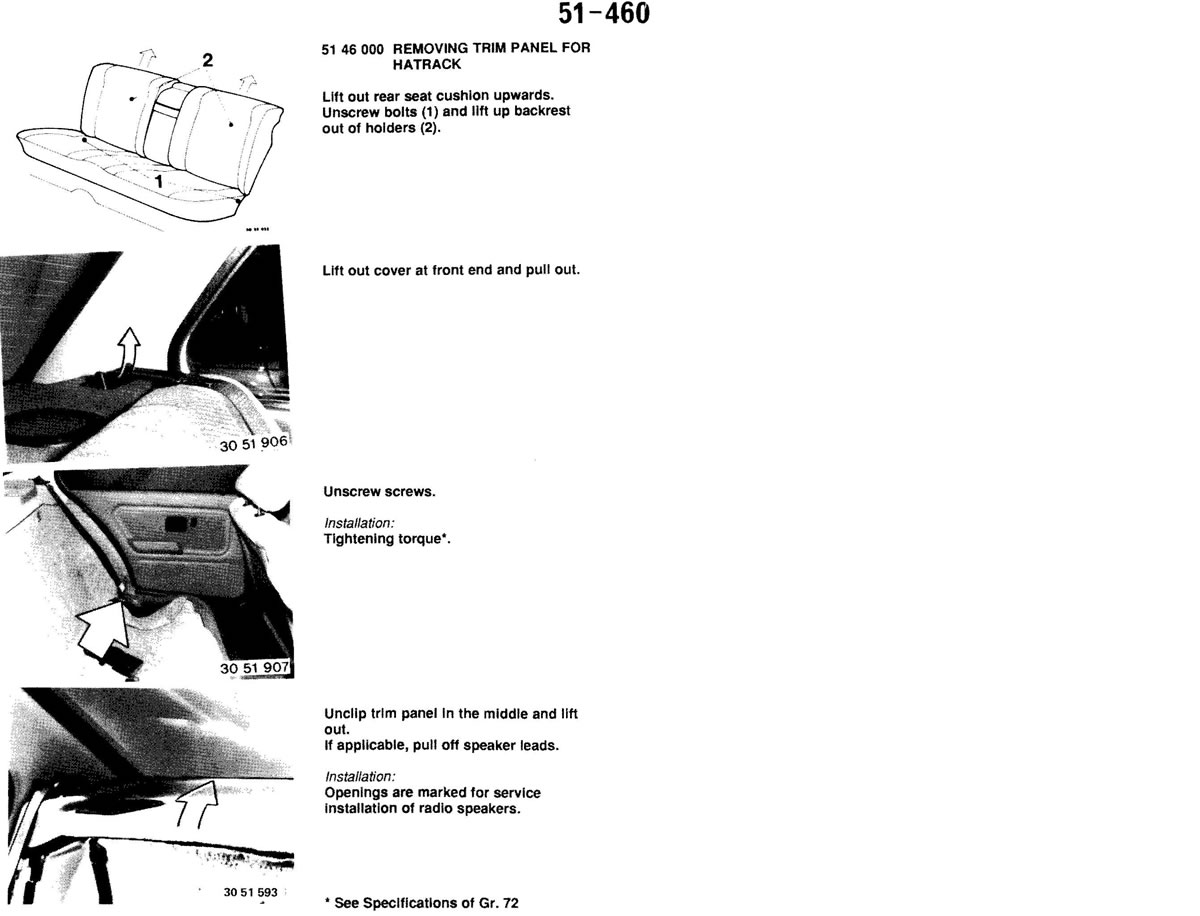 51-460
51 46 000 REMOVING TRIM PANEL FOR
HATRACK
Lift out rear seat cushion upwards.
Unscrew bolts (1) and lift up backrest
out of holders (2).
2
1
Lift out cover at front end and pull out.
30 51 906
Unscrew screws.
Installation:
Tightening torque*.
30 51 907
Unclip trim panel in the middle and lift
out.
If applicable, pull off speaker leads.
Installation:
Openings are marked for service
installation of radio speakers.
30 51 593
* See Specifications of Gr. 72